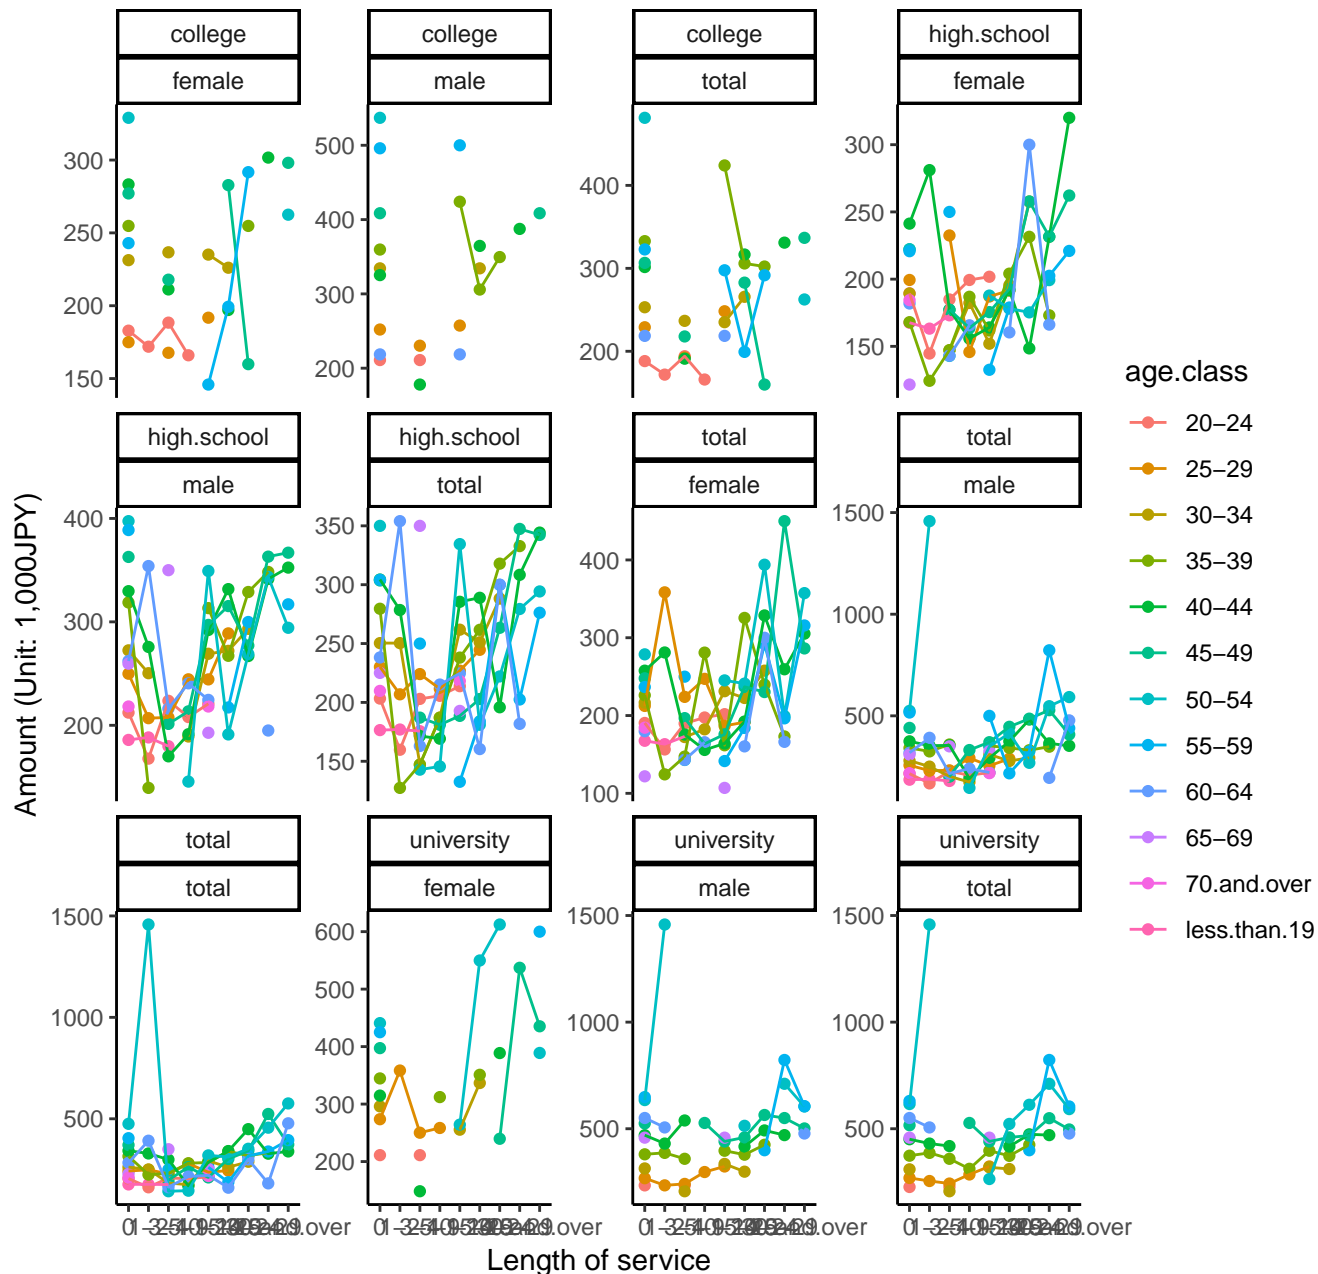 college
college
college
high.school
female
male
total
female
300
250
200
150
500
400
300
200
400
300
200
300
250
200
150
high.school
high.school
total
total
male
total
female
male
400
300
200
350
300
250
200
150
400
300
200
100
1500
1000
500
total
university
university
university
total
female
male
total
1500
1000
500
600
500
400
300
200
1500
1000
500
1500
1000
500
Length of service
Amount (Unit: 1,000JPY)
age.class
20−24
25−29
30−34
35−39
40−44
45−49
50−54
55−59
60−64
65−69
70.and.over
less.than.19